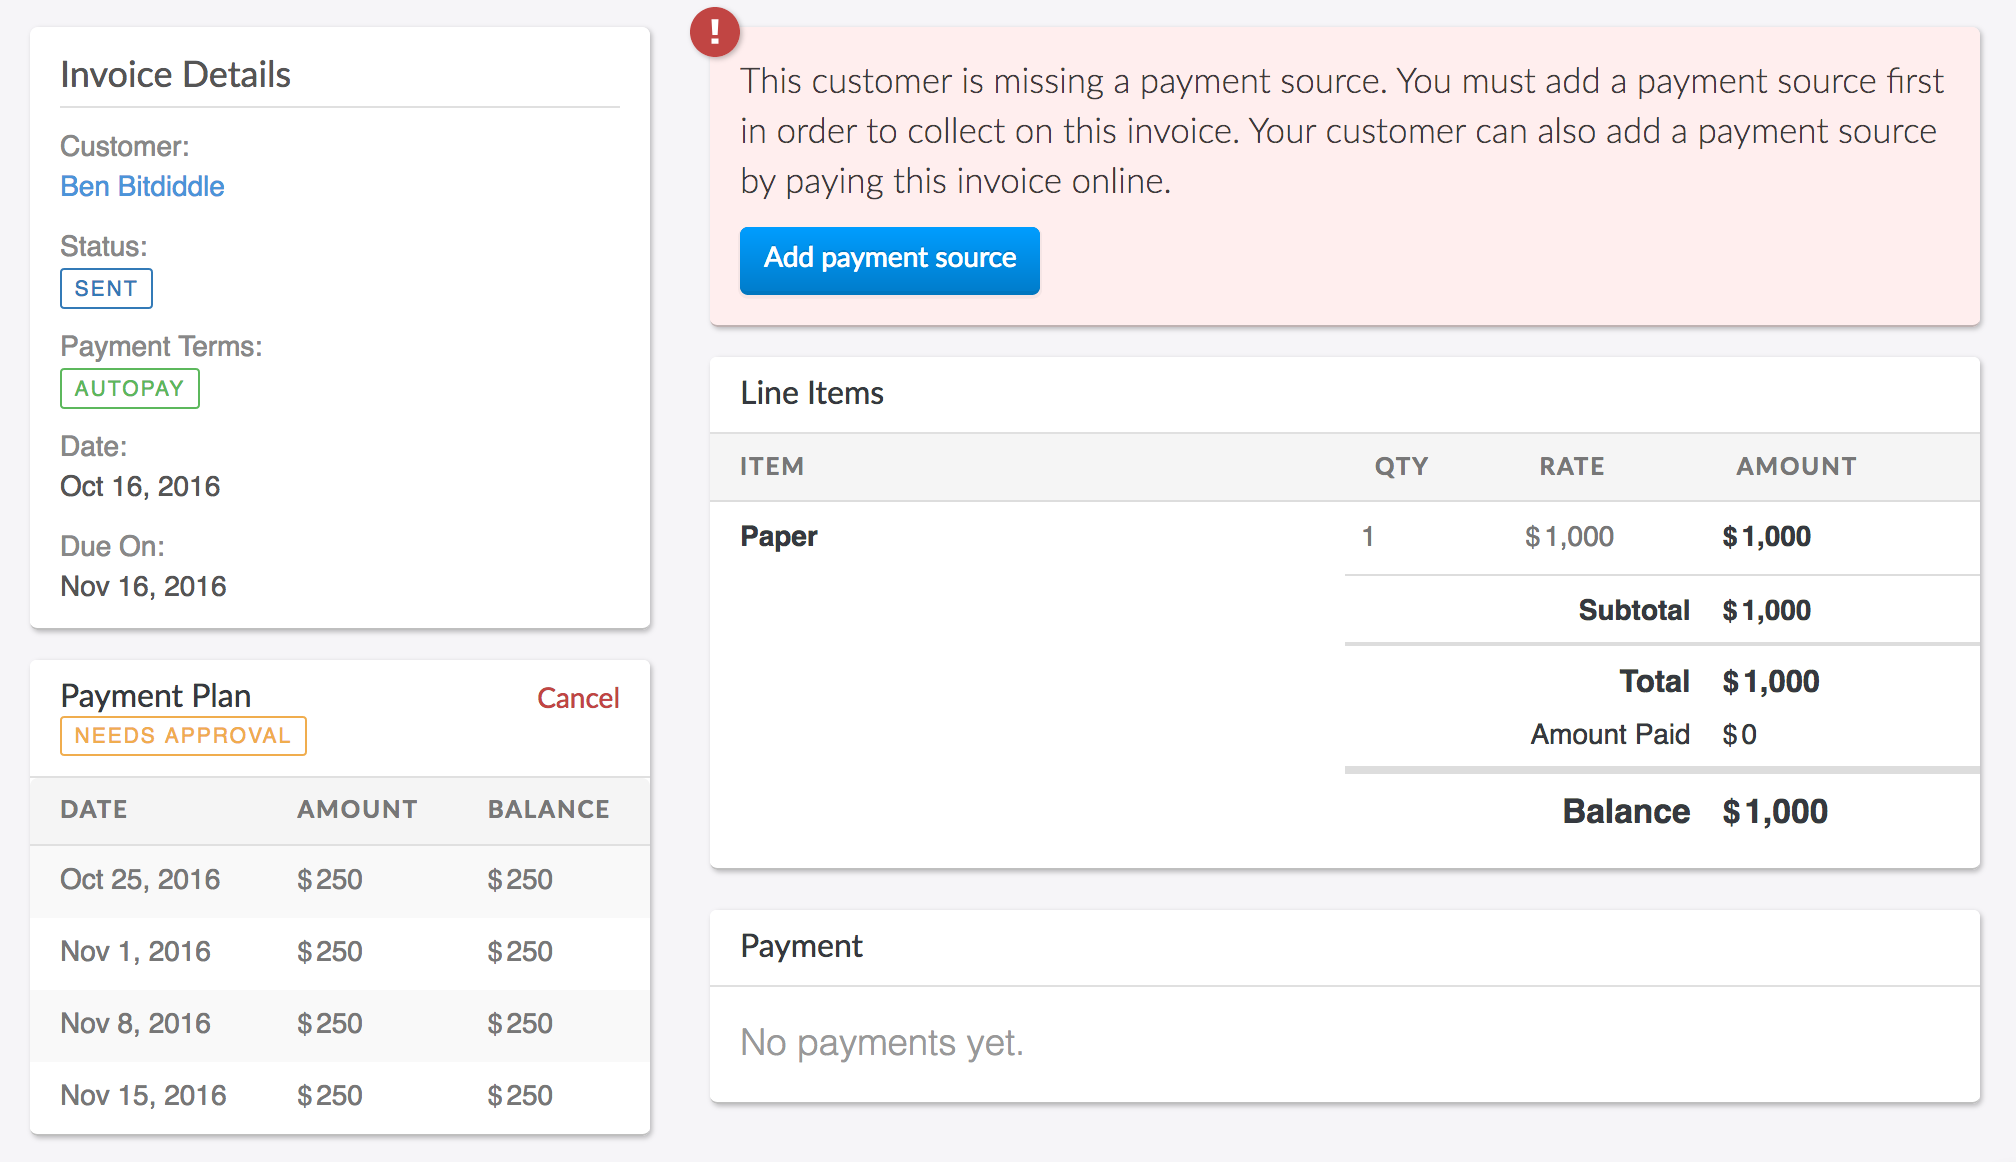 Invoice Details
Customer:
Ben Bitdiddle
Status:
SENT
Payment Terms:
AUTOPAY
Date:
Oct 16, 2016
Due On:
Nov 16, 2016
Payment Plan
Cancel
NEEDS APPROVAL
DATE AMOUNT BALANCE
Oct 25, 2016 $250 $250
Nov 1, 2016 $250 $250
Nov 8, 2016 $250 $250
Nov 15, 2016 $250 $250
!
This customer is missing a payment source. You must add a payment source first
in order to collect on this invoice. Your customer can also add a payment source
by paying this invoice online.
Add payment source
Line Items
ITEM QTY RATE AMOUNT
Paper 1 $1,000 $1,000
Subtotal $1,000
Total $1,000
Amount Paid $0
Balance $1,000
Payment
No payments yet.